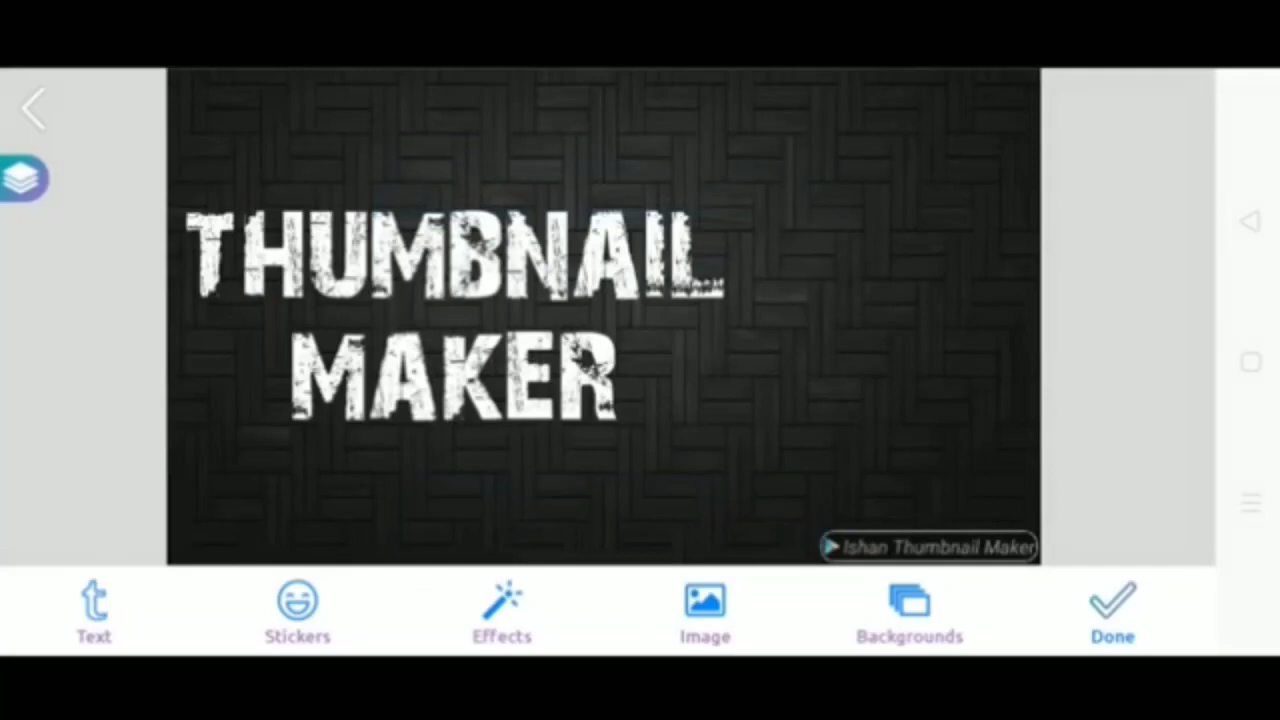 THUMBNAIL
MAKER
Ishan Thumbnail Maker
Text
Stickers
Effects
Image
Backgrounds
Done